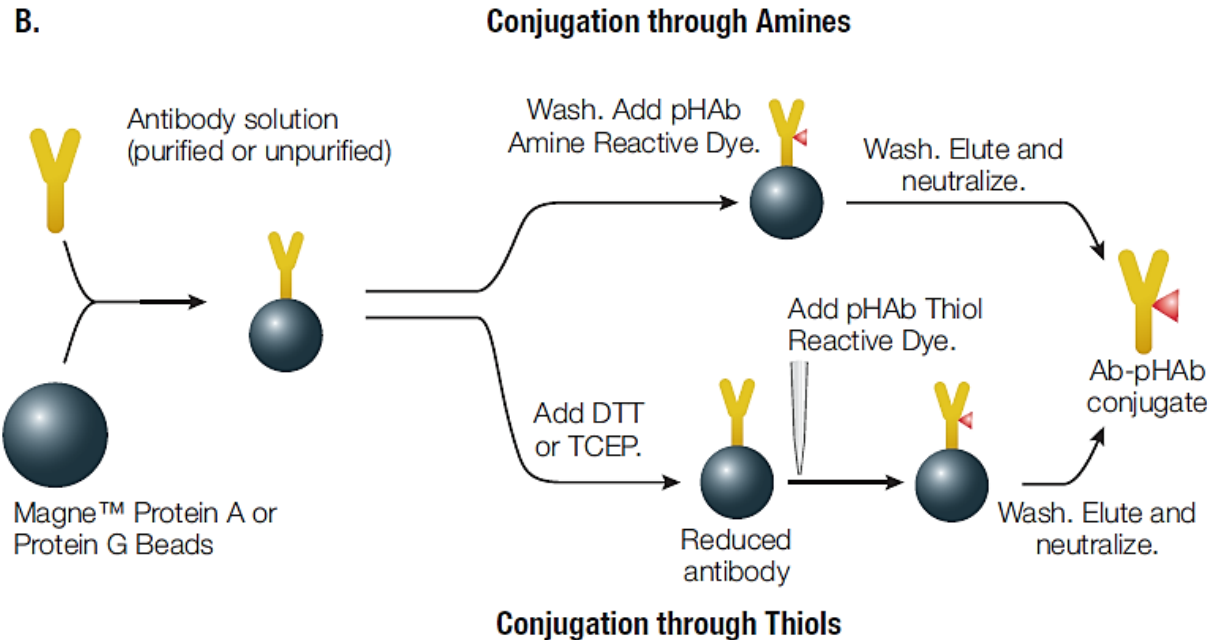 B.
Conjugation through Amines
Antibody solution
(purified or unpurified)
Wash. Add pHAb
Amine Reactive Dye.
Wash. Elute and
neutralize.
Magne™ Protein A or
Protein G Beads
Add DTT
or TCEP.
Reduced
antibody
Add pHAb Thiol
Reactive Dye.
Wash. Elute and
neutralize.
Ab-pHAb
conjugate
Conjugation through Thiols